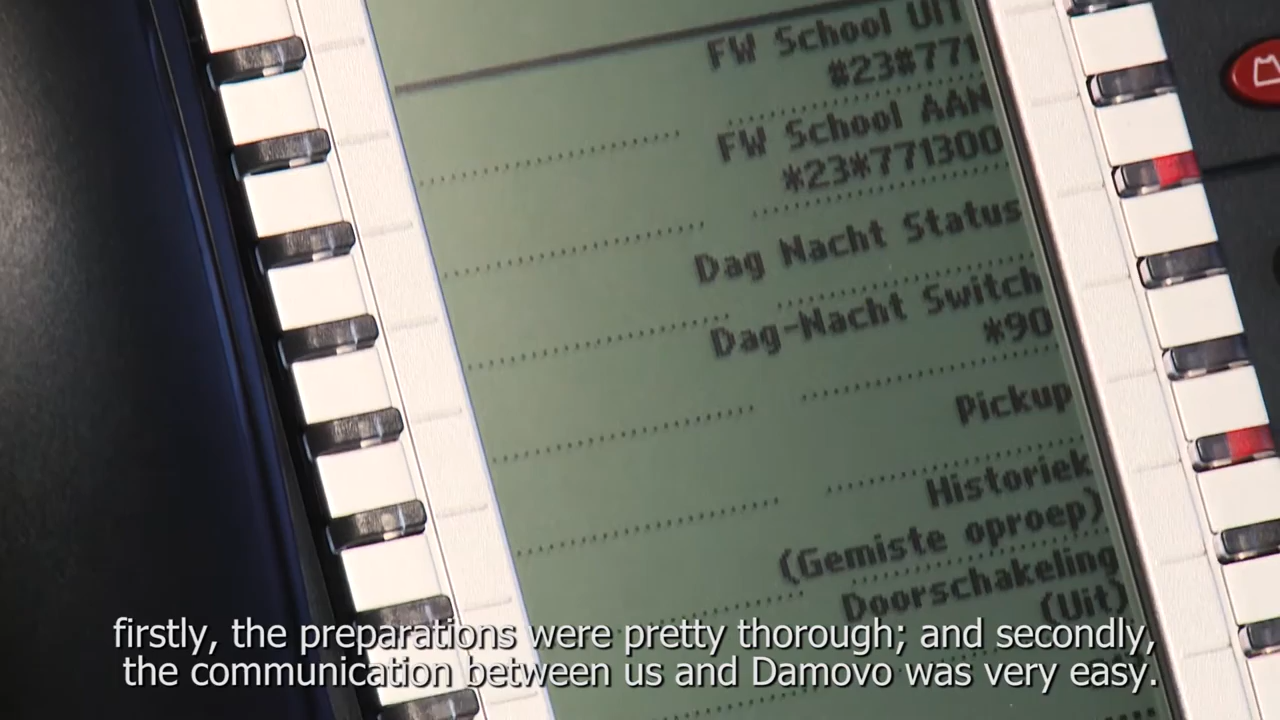 FW School UIT
#23#771
FW School AAN
*23*771300
Dag Nacht Status
Dag-Nacht Switch
*90
Pickup
Historiek
(Gemiste oproep)
Doorschakeling
(Uit)
firstly, the preparations were pretty thorough; and secondly,
the communication between us and Damovo was very easy.